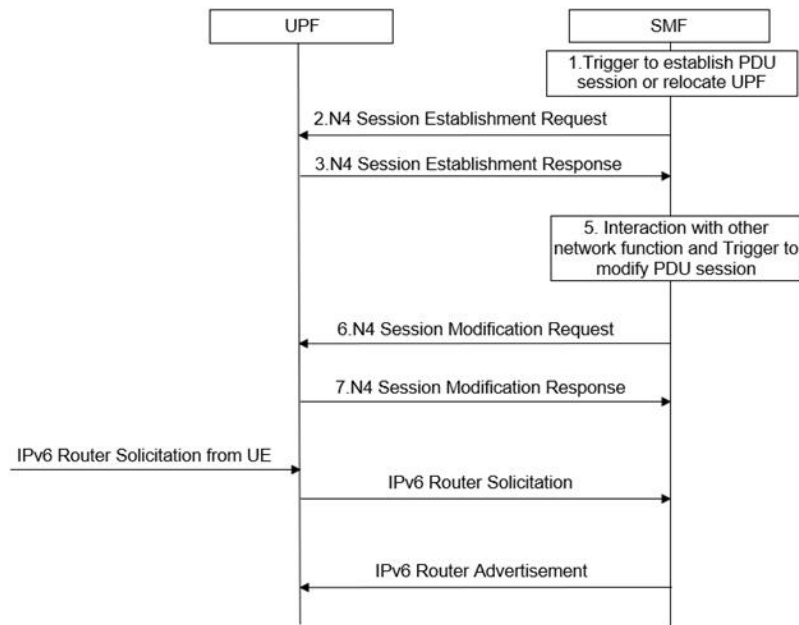 UPF
SMF
1.Trigger to establish PDU
session or relocate UPF
2.N4 Session Establishment Request
3.N4 Session Establishment Response
5. Interaction with other
network function and Trigger to
modify PDU session
6.N4 Session Modification Request
7.N4 Session Modification Response
IPv6 Router Solicitation from UE
IPv6 Router Solicitation
IPv6 Router Advertisement